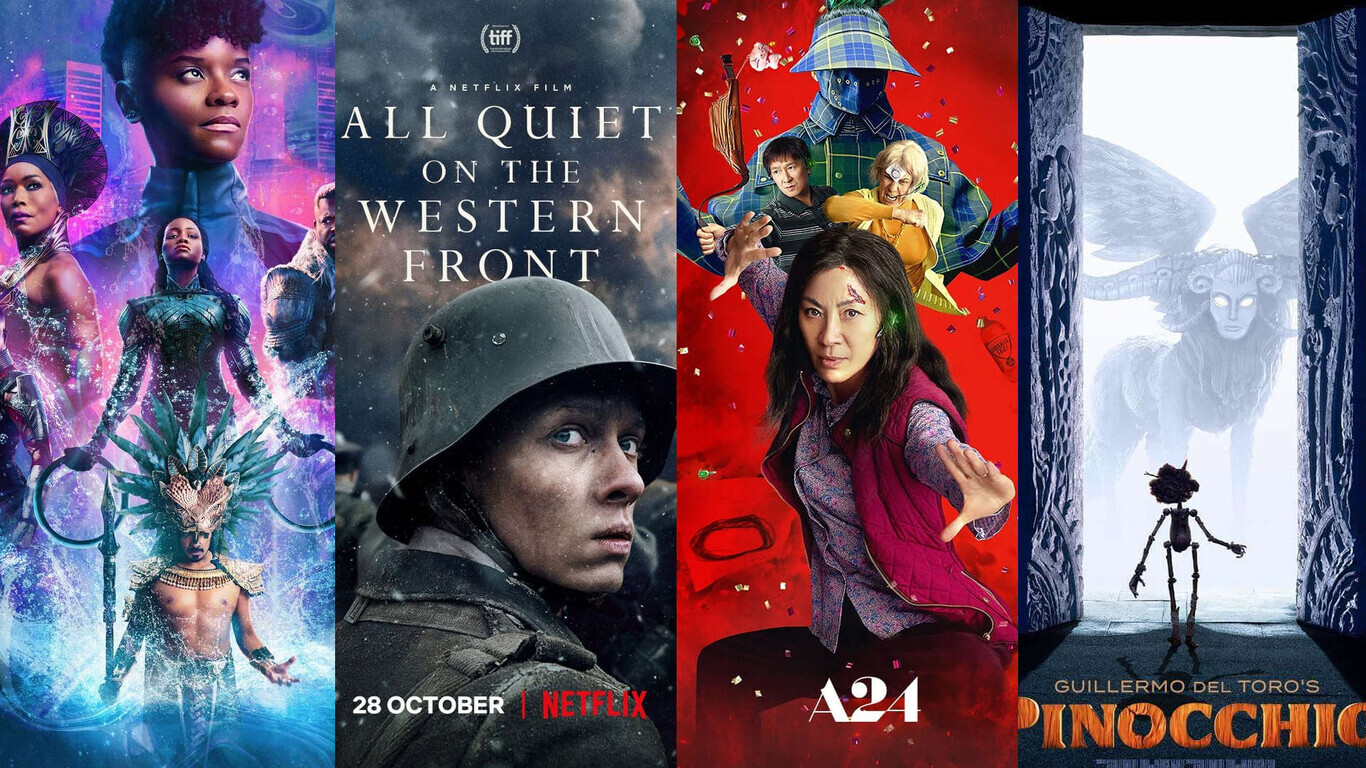 tiff
A NETFLIX FILM
ALL QUIET
ON THE
WESTERN
FRONT
28 OCTOBER | NETFLIX
A24
GUILLERMO DEL TORO'S
PINOCCHIO